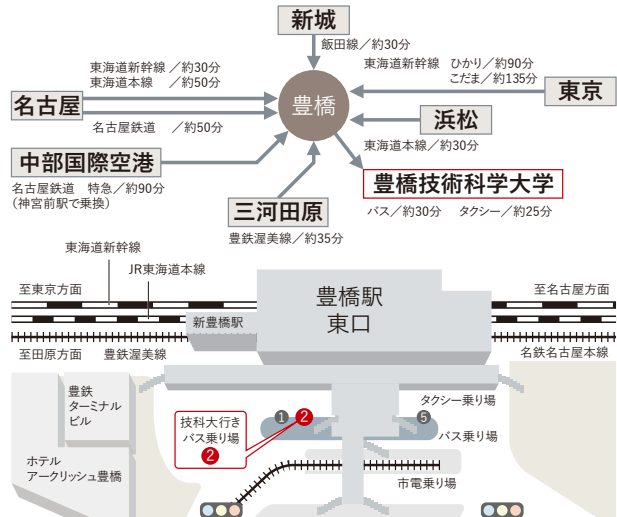 新城
飯田線／約30分
東海道新幹線／約30分
東海道本線／約50分
東海道新幹線 ひかり／約90分
こだま／約135分
名古屋
豊橋
東京
名古屋鉄道 ／約50分
浜松
東海道本線／約30分
中部国際空港
名古屋鉄道 特急／約90分
（神宮前駅で乗換）
三河田原
豊鉄渥美線／約35分
豊橋技術科学大学
バス／約30分 タクシー／約25分
東海道新幹線
JR東海道本線
至東京方面
至名古屋方面
豊橋駅
東口
新豊橋駅
至田原方面
豊鉄渥美線
名鉄名古屋本線
豊鉄
ターミナル
ビル
タクシー乗り場
技科大行き
バス乗り場
2
1
2
5
バス乗り場
ホテル
アークリッシュ豊橋
市電乗り場